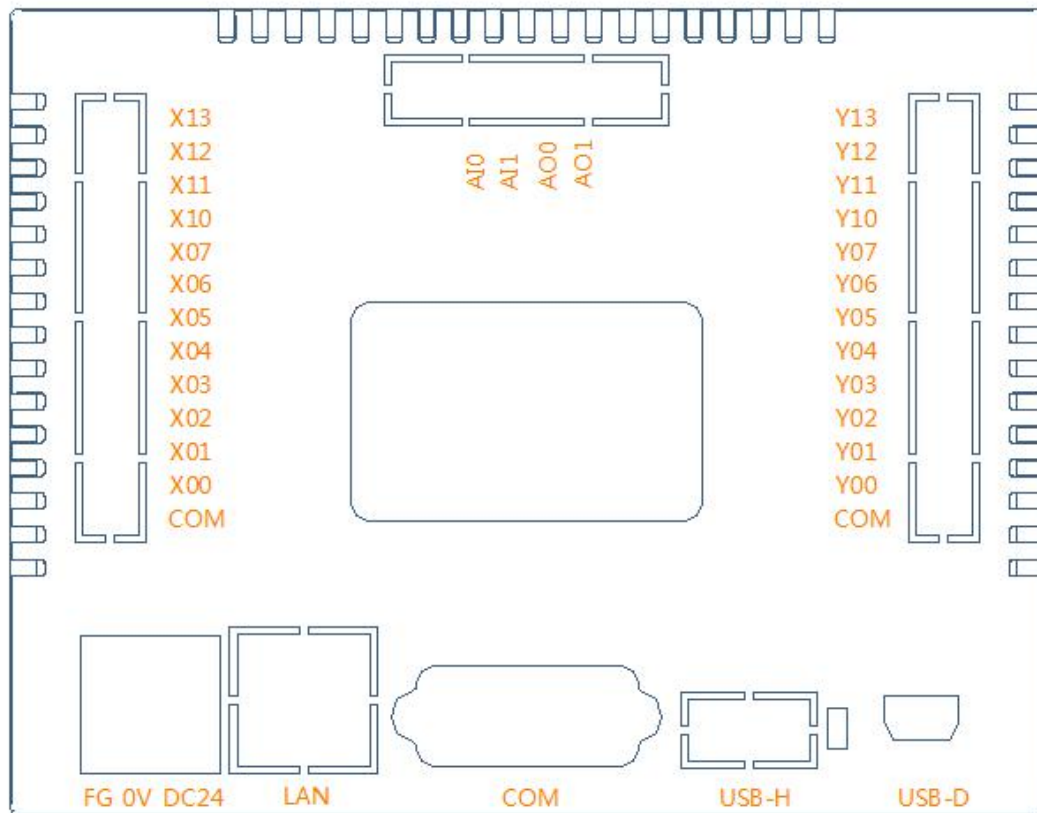 AI0
AI1
AO0
AO1
X13
X12
X11
X10
X07
X06
X05
X04
X03
X02
X01
X00
COM
Y13
Y12
Y11
Y10
Y07
Y06
Y05
Y04
Y03
Y02
Y01
Y00
COM
FG 0V DC24
LAN
COM
USB-H
USB-D